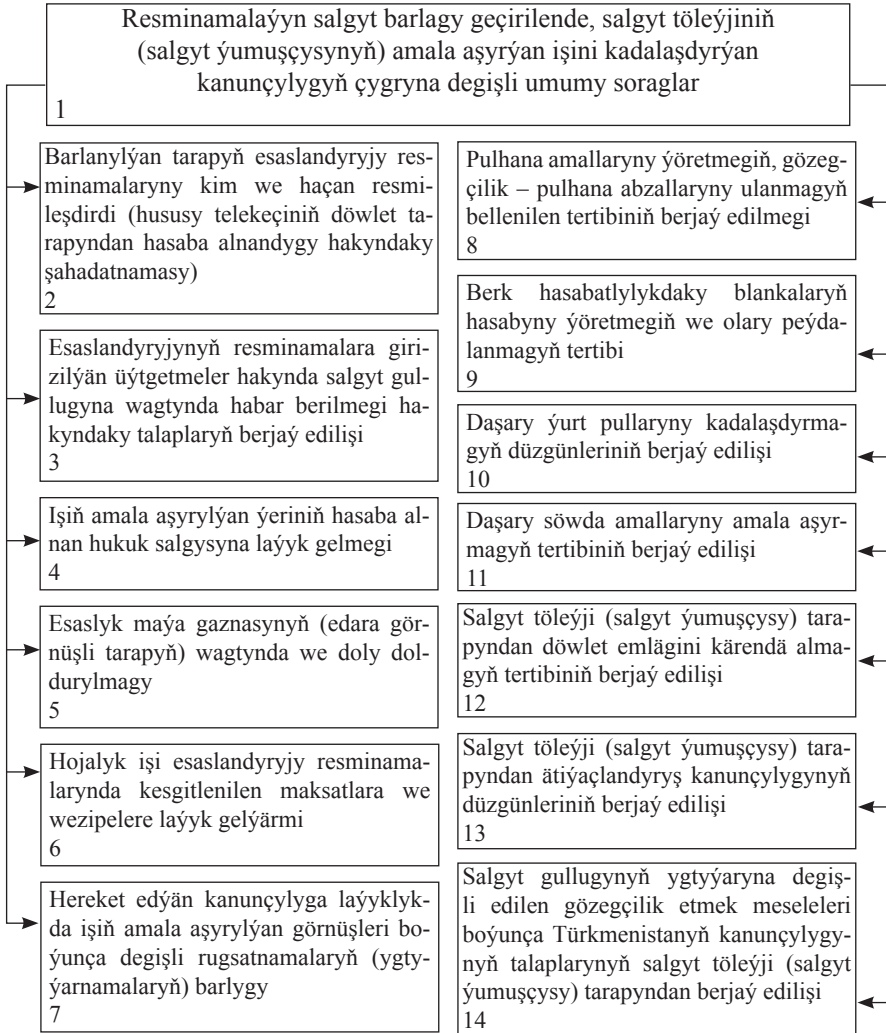 Resminamalaýyn salgyt barlagy geçirilende, salgyt töleýjiniň
(salgyt ýumuşçysynyň) amala aşyrýan işini kadalaşdyrýan
kanunçylygyň çygryna degişli umumy soraglar
1
Barlanylýan tarapyň esaslandyryjy res-
minamalaryny kim we haçan resmi-
leşdirdi (hususy telekeçiniň döwlet ta-
rapyndan hasaba alnandygy hakyndaky
şahadatnamasy)
2
Esaslandyryjynyň resminamalara giri-
zilýän üýtgetmeler hakynda salgyt gul-
lugyna wagtynda habar berilmegi ha-
kyndaky talaplaryň berjaý edilişi
3
Işiň amala aşyrylýan ýeriniň hasaba al-
nan hukuk salgysyna laýyk gelmegi
4
Esaslyk maýa gaznasynyň (edara gör-
nüşli tarapyň) wagtynda we doly dol-
durylmagy
5
Hojalyk işi esaslandyryjy resminama-
larynda kesgitlenilen maksatlara we
wezipelere laýyk gelýärmi
6
Hereket edýän kanunçylyga laýyklyk-
da işiň amala aşyrylýan görnüşleri bo-
ýunça degişli rugsatnamalaryň (ygty-
ýarnamalaryň) barlygy
7
Pulhana amallaryny ýöretmegiň, gözeg-
çilik – pulhana abzallaryny ulanmagyň
bellenilen tertibiniň berjaý edilmegi
8
Berk hasabatlylykdaky blankalaryň
hasabyny ýöretmegiň we olary peýda-
lanmagyň tertibi
9
Daşary ýurt pullaryny kadalaşdyrma-
gyň düzgünleriniň berjaý edilişi
10
Daşary söwda amallaryny amala aşyr-
magyň tertibiniň berjaý edilişi
11
Salgyt töleýji (salgyt ýumuşçysy) tara-
pyndan döwlet emlägini kärendä alma-
gyň tertibiniň berjaý edilişi
12
Salgyt töleýji (salgyt ýumuşçysy) tara-
pyndan ätiýaçlandyryş kanunçylygynyň
düzgünleriniň berjaý edilişi
13
Salgyt gullugynyň ygtyýaryna degiş-
li edilen gözegçilik etmek meseleleri
boýunça Türkmenistanyň kanunçylygy-
nyň talaplarynyň salgyt töleýji (salgyt
ýumuşçysy) tarapyndan berjaý edilişi
14